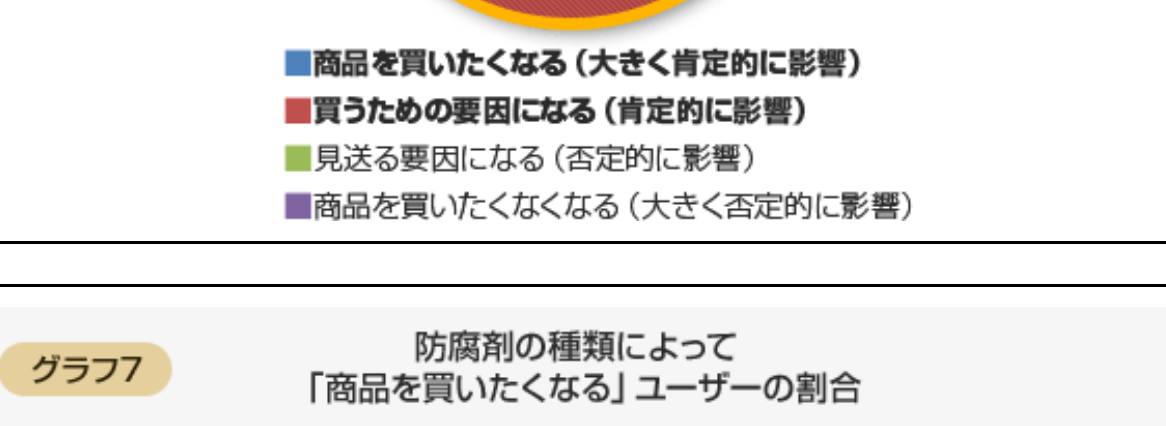 ■商品を買いたくなる（大きく肯定的に影響）
■買うための要因になる（肯定的に影響）
■見送る要因になる（否定的に影響）
■商品を買いたくなくなる（大きく否定的に影響）
グラフ7
防腐剤の種類によって
「商品を買いたくなる」ユーザーの割合